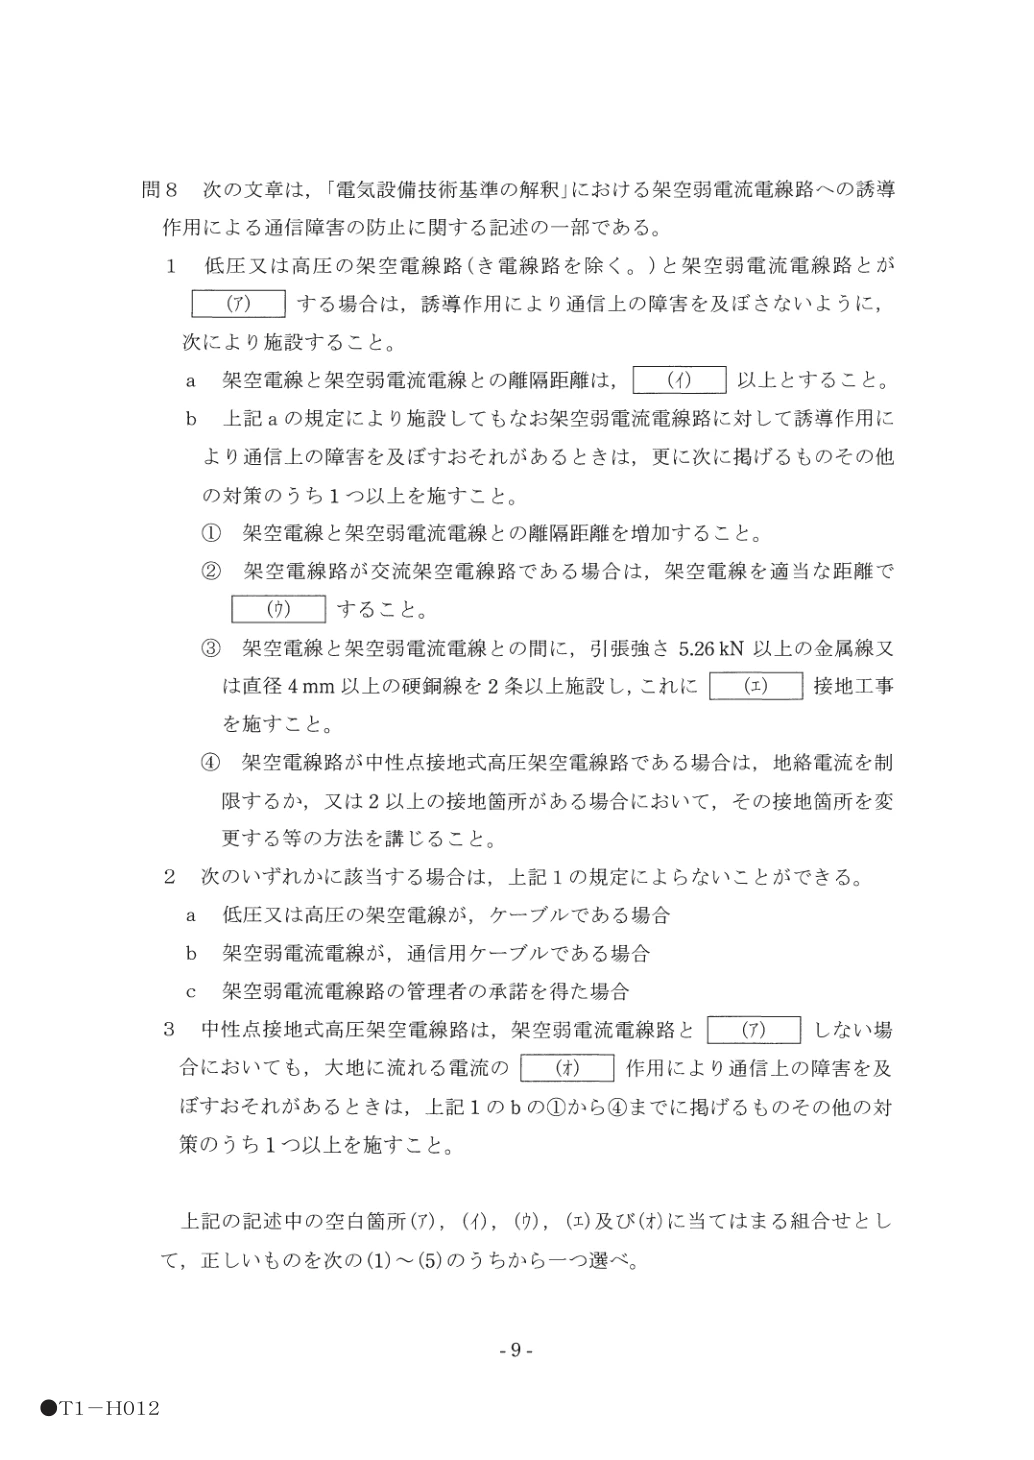 問8 次の文章は，「電気設備技術基準の解釈」における架空弱電流電線路への誘導
作用による通信障害の防止に関する記述の一部である。
1 低圧又は高圧の架空電線路(き電線路を除く。)と架空弱電流電線路とが
(ア) する場合は，誘導作用により通信上の障害を及ぼさないように，
次により施設すること。
a 架空電線と架空弱電流電線との離隔距離は， (イ) 以上とすること。
b 上記 a の規定により施設してもなお架空弱電流電線路に対して誘導作用に
より通信上の障害を及ぼすおそれがあるときは，更に次に掲げるものその他
の対策のうち 1 つ以上を施すこと。
① 架空電線と架空弱電流電線との離隔距離を増加すること。
② 架空電線路が交流架空電線路である場合は，架空電線を適当な距離で
(ウ) すること。
③ 架空電線と架空弱電流電線との間に，引張強さ 5.26 kN 以上の金属線又
は直径 4 mm 以上の硬銅線を 2 条以上施設し，これに (エ) 接地工事
を施すこと。
④ 架空電線路が中性点接地式高圧架空電線路である場合は，地絡電流を制
限するか，又は 2 以上の接地箇所がある場合において，その接地箇所を変
更する等の方法を講じること。
2 次のいずれかに該当する場合は，上記 1 の規定によらないことができる。
a 低圧又は高圧の架空電線が，ケーブルである場合
b 架空弱電流電線が，通信用ケーブルである場合
c 架空弱電流電線路の管理者の承諾を得た場合
3 中性点接地式高圧架空電線路は，架空弱電流電線路と (ア) しない場
合においても，大地に流れる電流の (オ) 作用により通信上の障害を及
ぼすおそれがあるときは，上記 1 の b の①から④までに掲げるものその他の対
策のうち 1 つ以上を施すこと。
上記の記述中の空白箇所(ア)，(イ)，(ウ)，(エ)及び(オ)に当てはまる組合せとし
て，正しいものを次の(1)～(5)のうちから一つ選べ。
- 9 -
●T1－H012